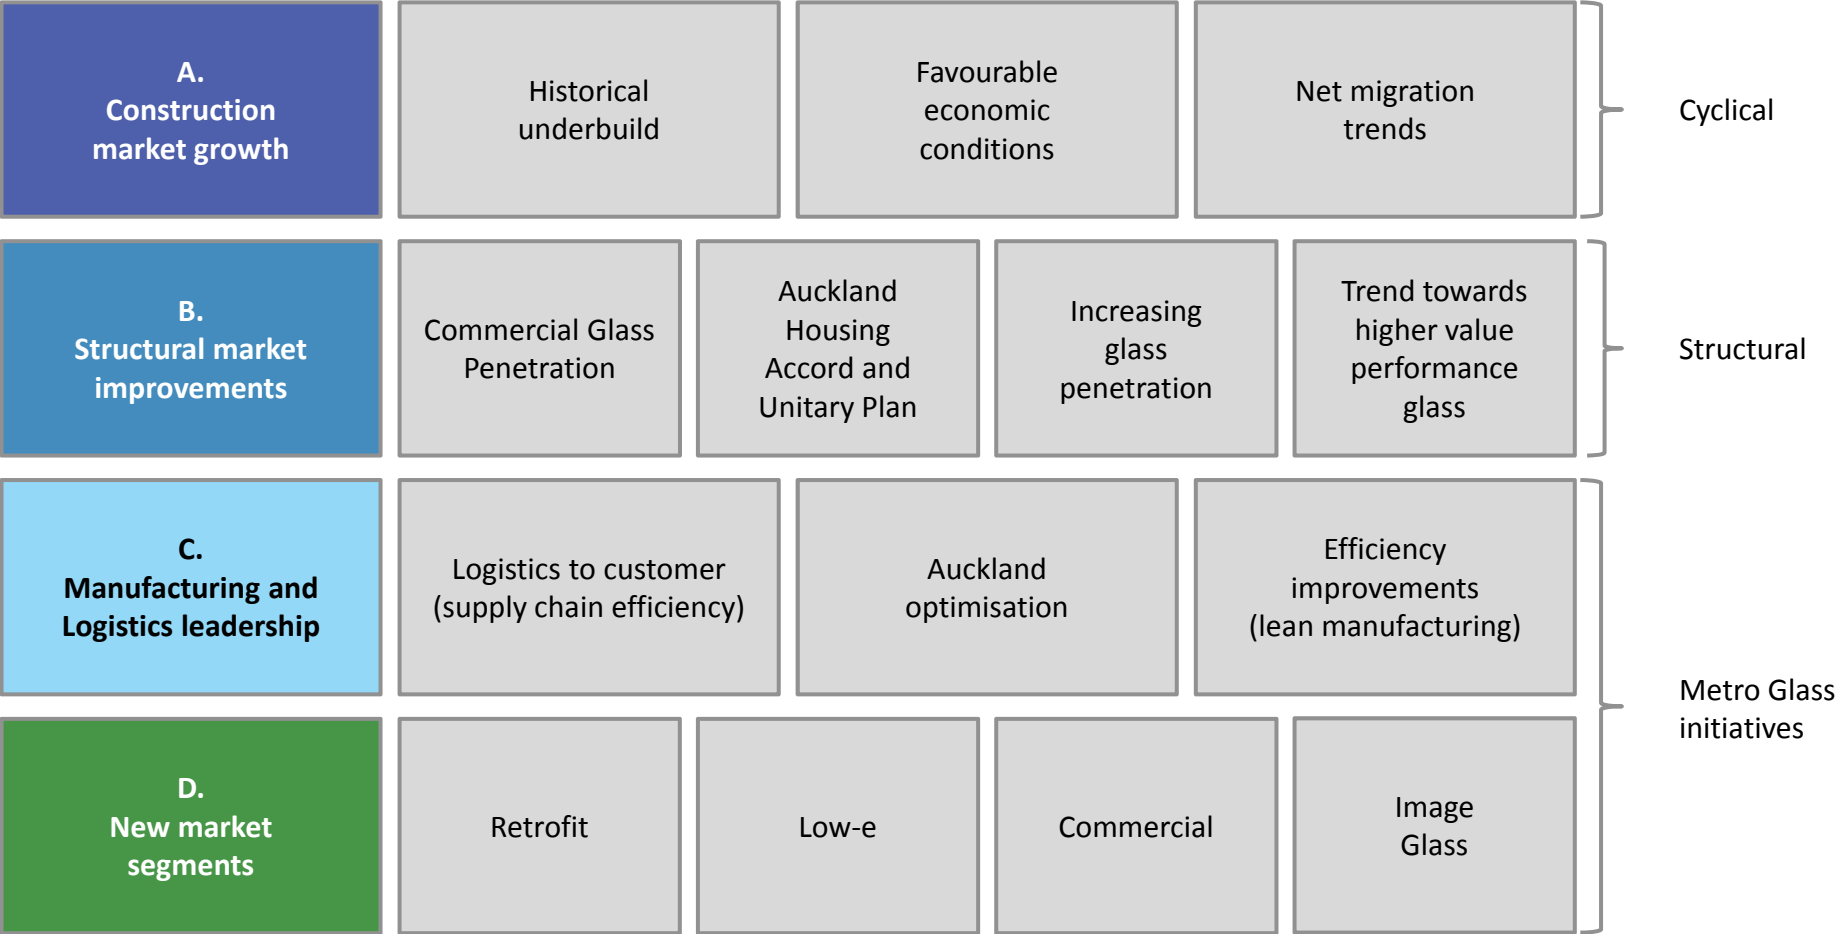 A.
Construction
market growth
Historical
underbuild
Favourable
economic
conditions
Net migration
trends
Cyclical
B.
Structural market
improvements
Commercial Glass
Penetration
Auckland
Housing
Accord and
Unitary Plan
Increasing
glass
penetration
Trend towards
higher value
performance
glass
Structural
C.
Manufacturing and
Logistics leadership
Logistics to customer
(supply chain efficiency)
Auckland
optimisation
Efficiency
improvements
(lean manufacturing)
Metro Glass
initiatives
D.
New market
segments
Retrofit
Low-e
Commercial
Image
Glass